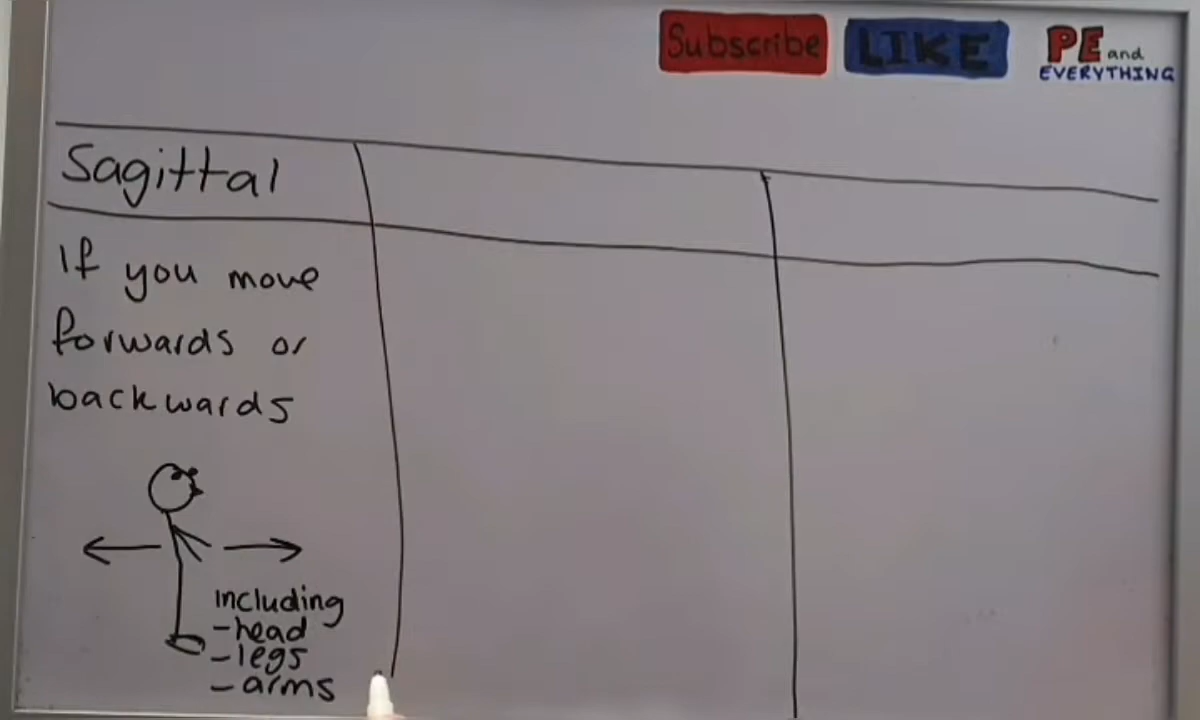 Subscribe
LIKE
PE and
EVERYTHING
Sagittal
If you move
forwards or
backwards
including
- head
- legs
- arms